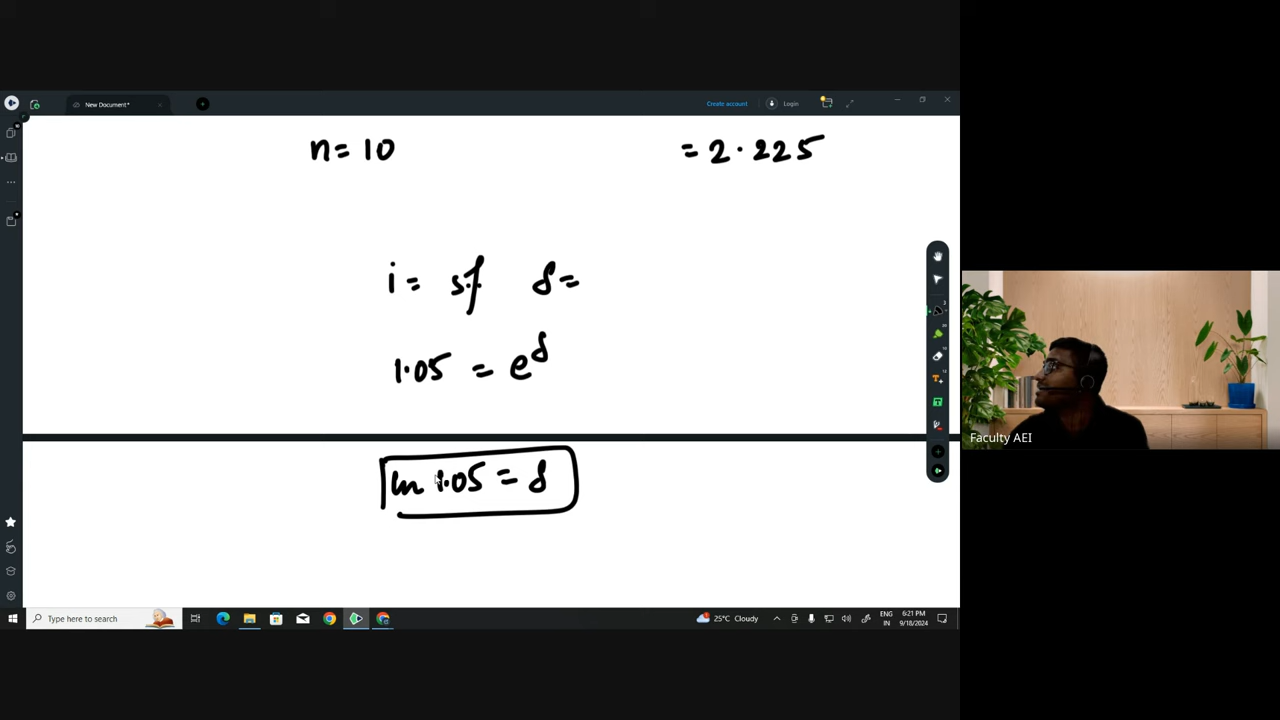 New Document*
Create account
Login
n= 10
= 2.225
i= 5% δ=
1.05 = e^δ
ln 1.05 = δ
Faculty AEI
Type here to search
25°C Cloudy
ENG
IN
6:21 PM
9/18/2024